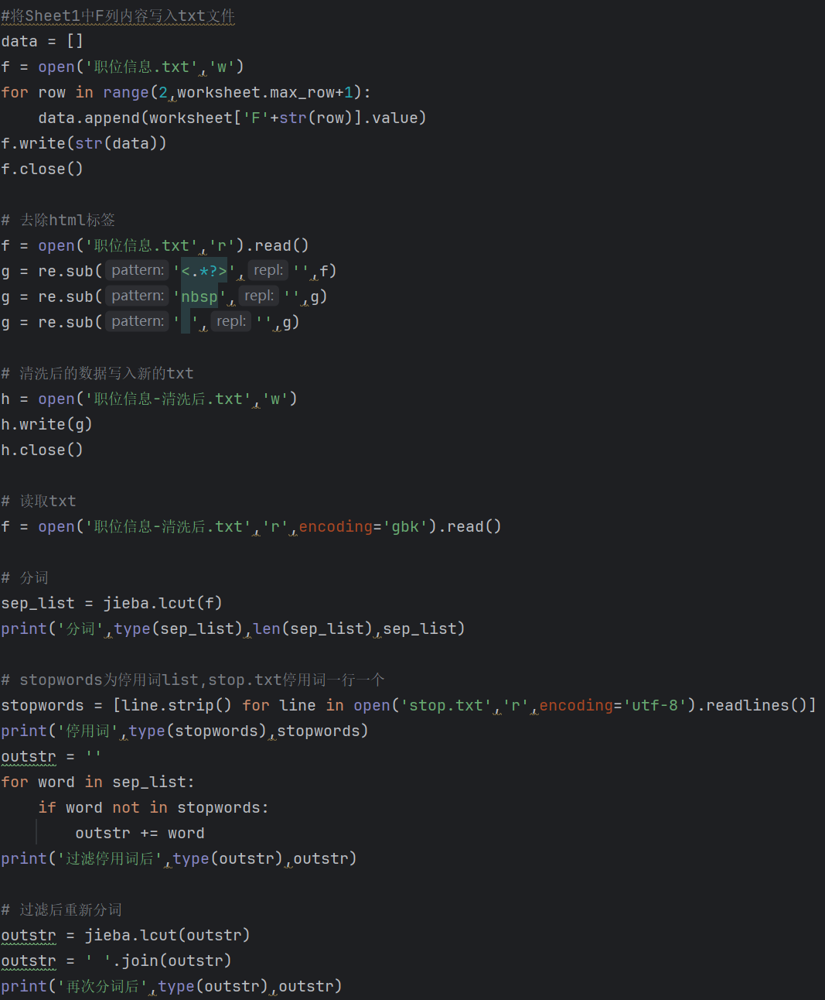 #将Sheet1中F列内容写入txt文件
data = []
f = open('职位信息.txt','w')
for row in range(2,worksheet.max_row+1):
    data.append(worksheet['F'+str(row)].value)
f.write(str(data))
f.close()

# 去除html标签
f = open('职位信息.txt','r').read()
g = re.sub( pattern: '<.*?>', repl: '',f)
g = re.sub( pattern: 'nbsp', repl: '',g)
g = re.sub( pattern: ' ', repl: '',g)

# 清洗后的数据写入新的txt
h = open('职位信息-清洗后.txt','w')
h.write(g)
h.close()

# 读取txt
f = open('职位信息-清洗后.txt','r',encoding='gbk').read()

# 分词
sep_list = jieba.lcut(f)
print('分词',type(sep_list),len(sep_list),sep_list)

# stopwords为停用词list,stop.txt停用词一行一个
stopwords = [line.strip() for line in open('stop.txt','r',encoding='utf-8').readlines()]
print('停用词',type(stopwords),stopwords)
outstr = ''
for word in sep_list:
    if word not in stopwords:
        outstr += word
print('过滤停用词后',type(outstr),outstr)

# 过滤后重新分词
outstr = jieba.lcut(outstr)
outstr = ' '.join(outstr)
print('再次分词后',type(outstr),outstr)